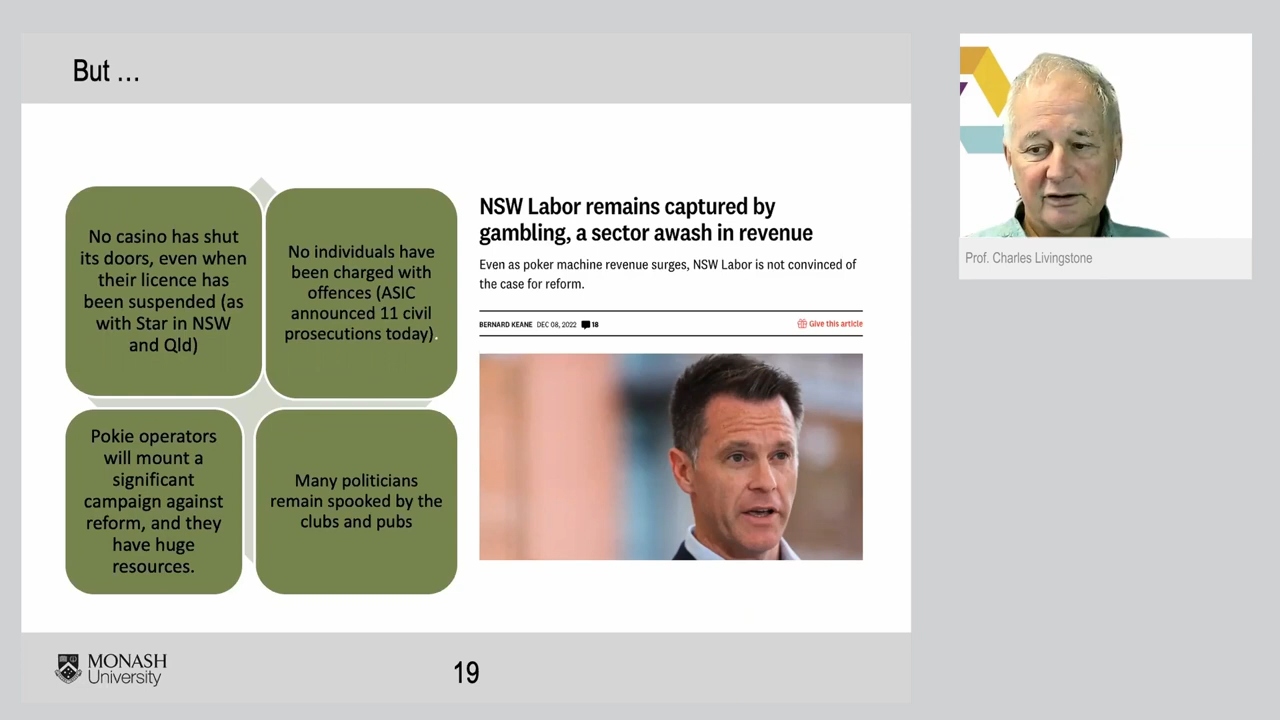 But ...
No casino has shut
its doors, even when
their licence has
been suspended (as
with Star in NSW
and Qld)
No individuals have
been charged with
offences (ASIC
announced 11 civil
prosecutions today).
Pokie operators
will mount a
significant
campaign against
reform, and they
have huge
resources.
Many politicians
remain spooked by the
clubs and pubs
NSW Labor remains captured by
gambling, a sector awash in revenue
Even as poker machine revenue surges, NSW Labor is not convinced of
the case for reform.
BERNARD KEANE DEC 08, 2022 18
Give this article
MONASH
University
19
Prof. Charles Livingstone